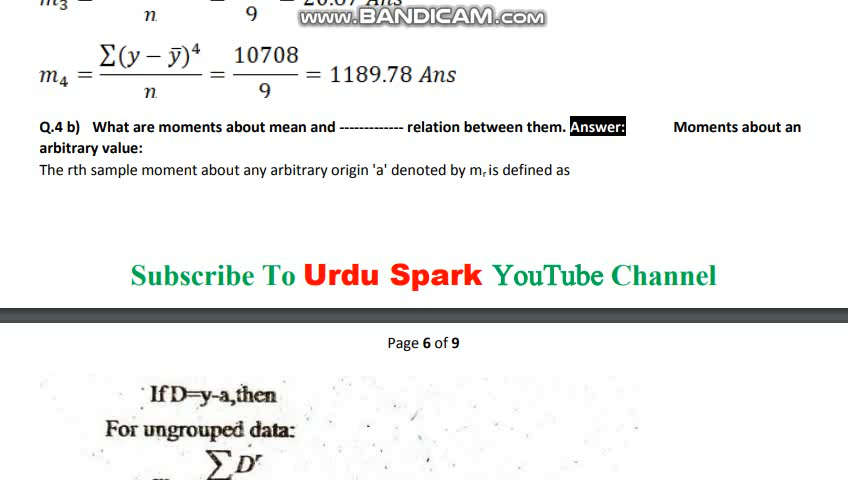 n 9
www.BANDICAM.com
m₄ = Σ(y − ȳ)⁴ / n = 10708 / 9 = 1189.78 Ans
Q.4 b) What are moments about mean and ------------- relation between them. Answer: Moments about an
arbitrary value:
The rth sample moment about any arbitrary origin 'a' denoted by mᵣ is defined as
Subscribe To Urdu Spark YouTube Channel
Page 6 of 9
If D=y-a,then
For ungrouped data:
∑Dʳ